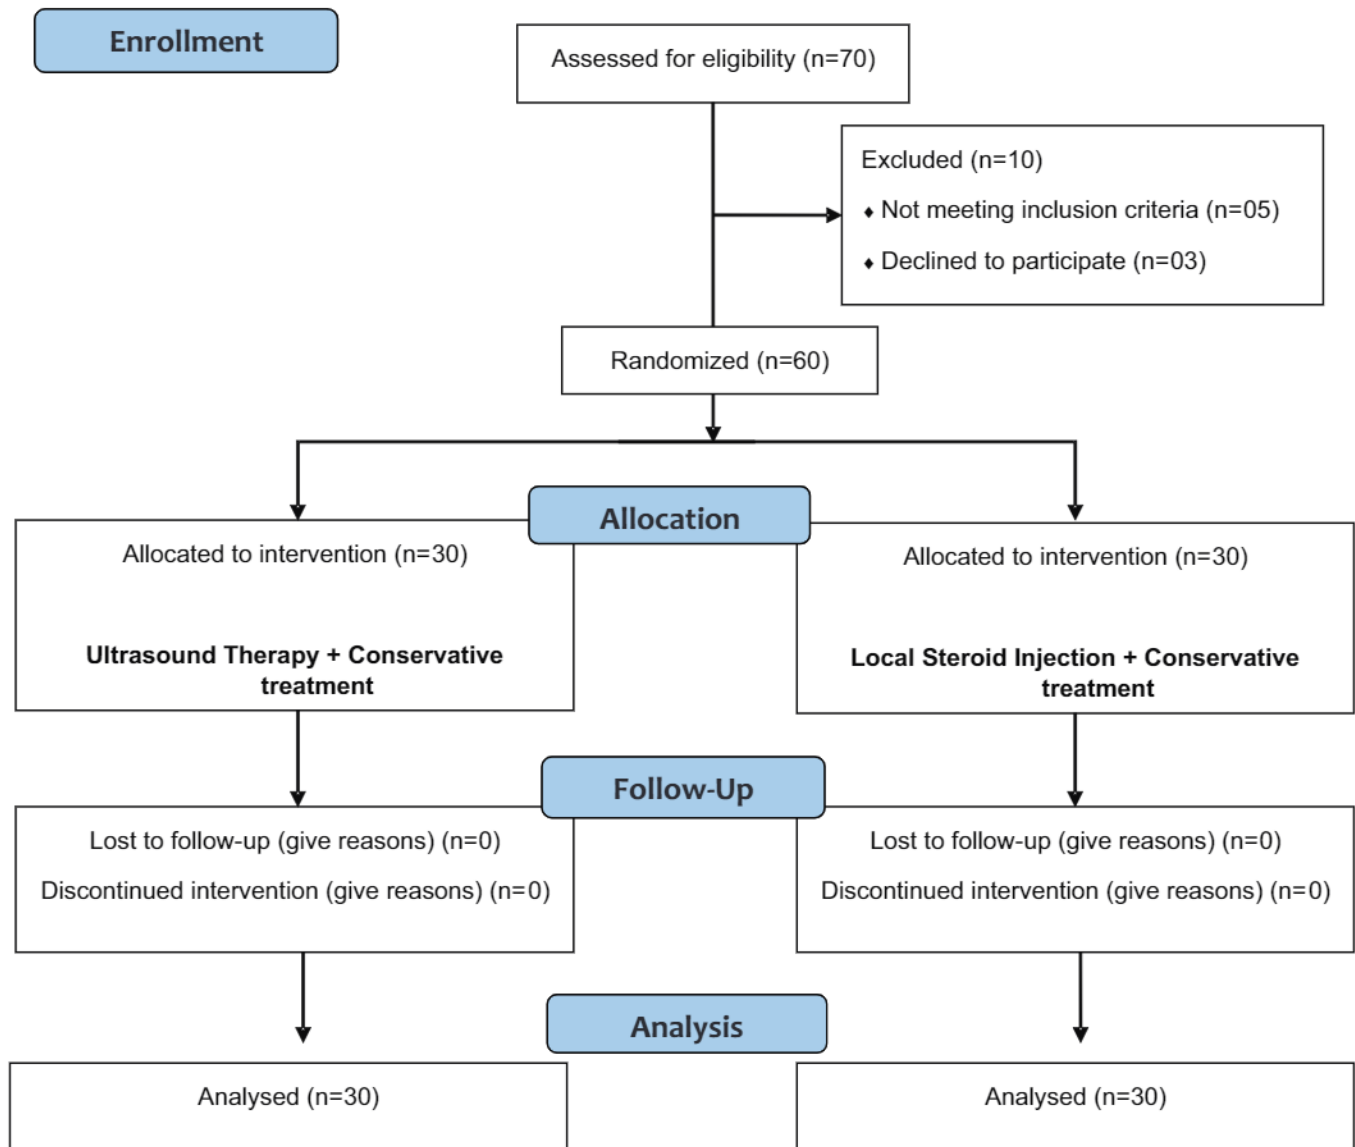 Enrollment
Assessed for eligibility (n=70)
Excluded (n=10)
♦ Not meeting inclusion criteria (n=05)
♦ Declined to participate (n=03)
Randomized (n=60)
Allocation
Allocated to intervention (n=30)
Ultrasound Therapy + Conservative
treatment
Allocated to intervention (n=30)
Local Steroid Injection + Conservative
treatment
Follow-Up
Lost to follow-up (give reasons) (n=0)
Discontinued intervention (give reasons) (n=0)
Lost to follow-up (give reasons) (n=0)
Discontinued intervention (give reasons) (n=0)
Analysis
Analysed (n=30)
Analysed (n=30)